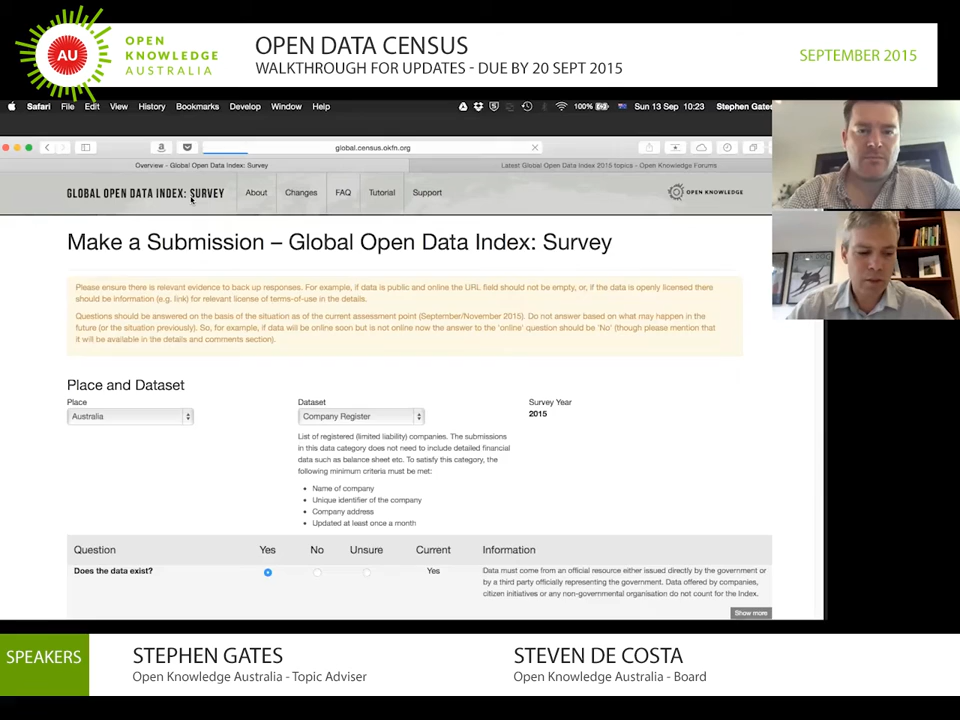 AU
OPEN
KNOWLEDGE
AUSTRALIA
OPEN DATA CENSUS
WALKTHROUGH FOR UPDATES - DUE BY 20 SEPT 2015
SEPTEMBER 2015
Safari File Edit View History Bookmarks Develop Window Help
100% Sun 13 Sep 10:23 Stephen Gates
global.census.okfn.org
Overview - Global Open Data Index: Survey
Latest Global Open Data Index 2015 topics - Open Knowledge Forums
GLOBAL OPEN DATA INDEX: SURVEY
About Changes FAQ Tutorial Support
OPEN KNOWLEDGE
Make a Submission – Global Open Data Index: Survey
Please ensure there is relevant evidence to back up responses. For example, if data is public and online the URL field should not be empty, or, if the data is openly licensed there
should be information (e.g. link) for relevant license of terms-of-use in the details.
Questions should be answered on the basis of the situation as of the current assessment point (September/November 2015). Do not answer based on what may happen in the
future (or the situation previously). So, for example, if data will be online soon but is not online now the answer to the 'online' question should be 'No' (though please mention that
it will be available in the details and comments section).
Place and Dataset
Place
Australia
Dataset
Company Register
Survey Year
2015
List of registered (limited liability) companies. The submissions
in this data category does not need to include detailed financial
data such as balance sheet etc. To satisfy this category, the
following minimum criteria must be met:
• Name of company
• Unique identifier of the company
• Company address
• Updated at least once a month
Question Yes No Unsure Current Information
Does the data exist?
Yes
Data must come from an official resource either issued directly by the government or
by a third party officially representing the government. Data offered by companies,
citizen initiatives or any non-governmental organisation do not count for the Index.
Show more
SPEAKERS
STEPHEN GATES
Open Knowledge Australia - Topic Adviser
STEVEN DE COSTA
Open Knowledge Australia - Board